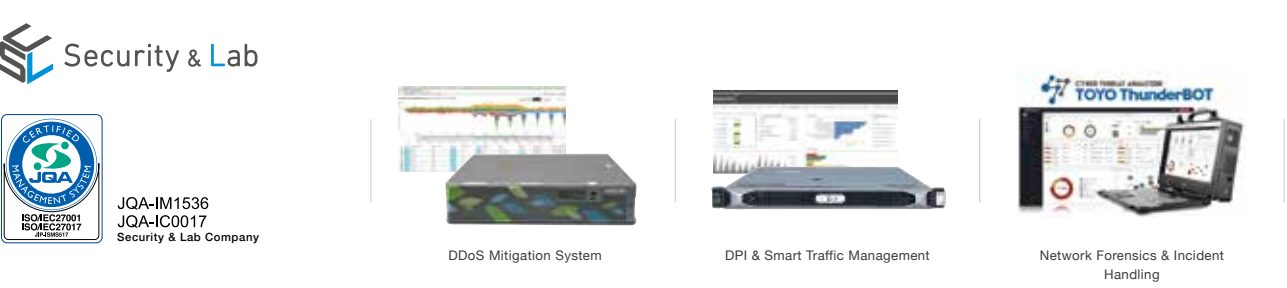 Security & Lab
CERTIFIED
JQA
MANAGEMENT SYSTEM
ISO/IEC27001
ISO/IEC27017
JIP-ISMS517
JQA-IM1536
JQA-IC0017
Security & Lab Company
DDoS Mitigation System
DPI & Smart Traffic Management
CYBER THREAT ANALYZER
TOYO ThunderBOT
Network Forensics & Incident
Handling